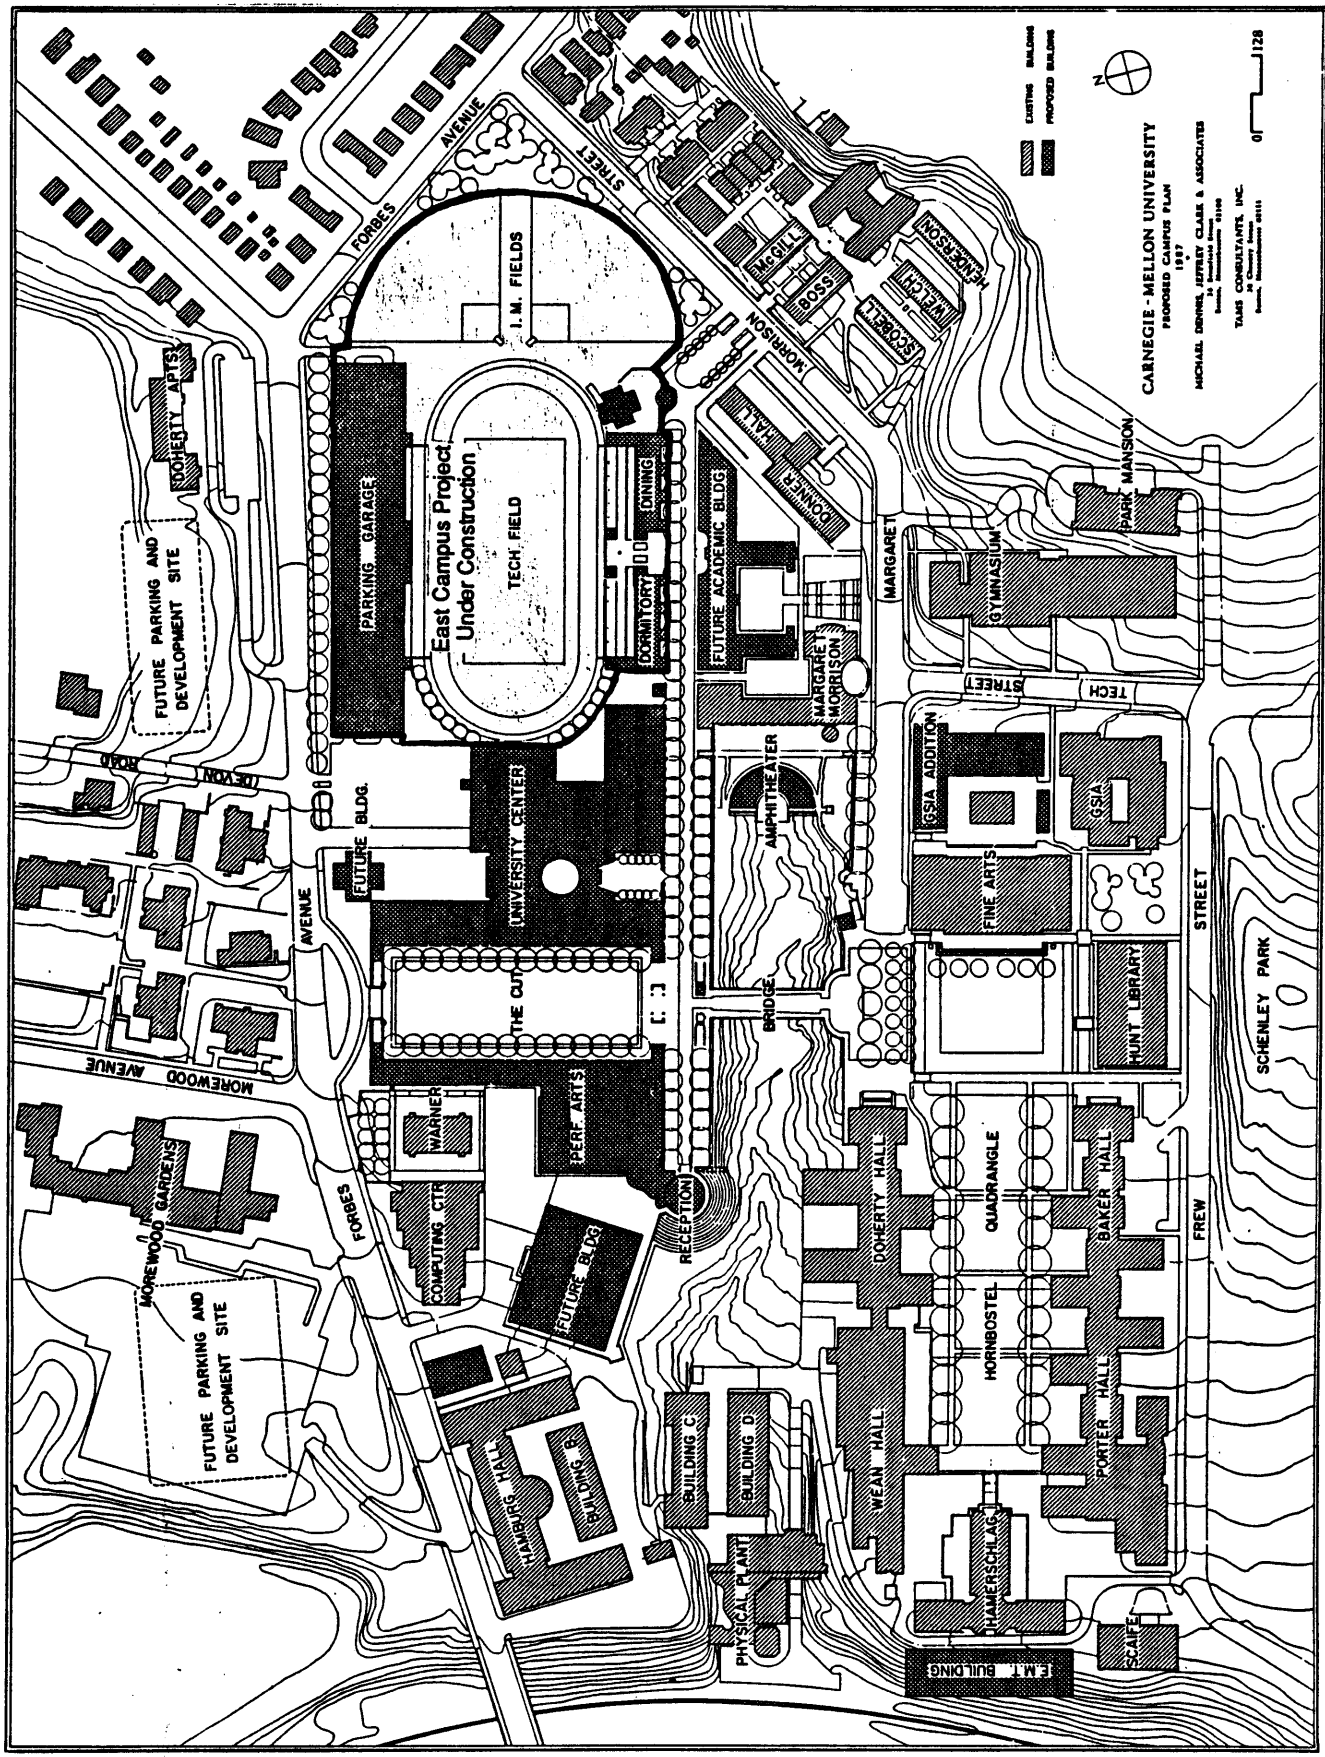 EXISTING BUILDING
PROPOSED BUILDING
N
CARNEGIE - MELLON UNIVERSITY
PROPOSED CAMPUS PLAN
1987
MICHAEL DENNIS, JEFFREY CLARK & ASSOCIATES
TAMS CONSULTANTS, INC.
0 128
FORBES
AVENUE
STREET
MORRISON
MARGARET
I. M. FIELDS
DOHERTY APTS
FUTURE PARKING AND
DEVELOPMENT SITE
PARKING GARAGE
East Campus Project
Under Construction
TECH FIELD
DINING
DORMITORY
FUTURE ACADEMIC BLDG
DONNER
HALL
McGILL
BOSS
SCOBELL
WELCH
HENDERSON
PARK MANSION
GYMNASIUM
MARGARET
MORRISON
TECH
STREET
DEVON
ROAD
FUTURE BLDG.
UNIVERSITY CENTER
AMPHITHEATER
GSIA ADDITION
GSIA
FINE ARTS
AVENUE
THE CUT
BRIDGE
HUNT LIBRARY
STREET
SCHENLEY PARK
MOREWOOD
AVENUE
MOREWOOD GARDENS
WARNER
PERF. ARTS
COMPUTING CTR
FORBES
RECEPTION
FUTURE BLDG
DOHERTY HALL
QUADRANGLE
HORNBOSTEL
BAKER HALL
FREW
FUTURE PARKING AND
DEVELOPMENT SITE
HAMBURG HALL
BUILDING B
BUILDING C
BUILDING D
WEAN HALL
PORTER HALL
PHYSICAL PLANT
HAMERSCHLAG
SCAIFE
E.M.T. BUILDING